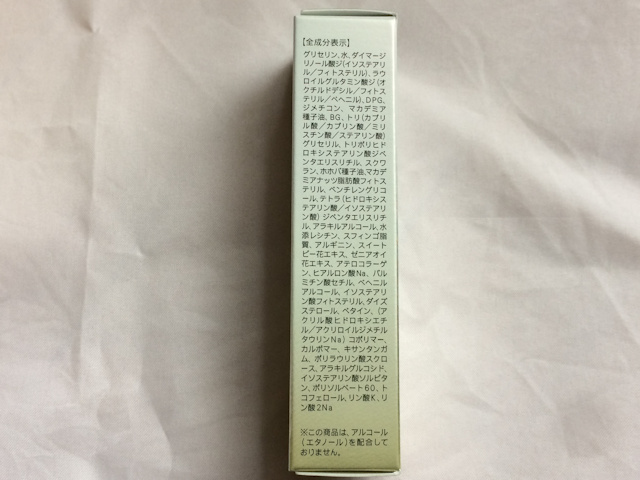 【全成分表示】
グリセリン、水、ダイマージ
リノール酸ジ(イソステアリ
ル/フィトステリル)、ラウ
ロイルグルタミン酸ジ(オ
クチルドデシル/フィトス
テリル/ベヘニル)、DPG、
ジメチコン、マカデミア
種子油、BG、トリ(カプリ
ル酸/カプリン酸/ミリ
スチン酸/ステアリン酸)
グリセリル、トリポリヒド
ロキシステアリン酸ジペ
ンタエリスリチル、スクワ
ラン、ホホバ種子油、マカデ
ミアナッツ脂肪酸フィトス
テリル、ペンチレングリコ
ール、テトラ(ヒドロキシス
テアリン酸/イソステアリ
ン酸)ジペンタエリスリチ
ル、アラキルアルコール、水
添レシチン、スフィンゴ脂
質、アルギニン、スイート
ピー花エキス、ゼニアオイ
花エキス、アテロコラーゲ
ン、ヒアルロン酸Na、パル
ミチン酸セチル、ベヘニル
アルコール、イソステアリ
ン酸フィトステリル、ダイズ
ステロール、ベタイン、(ア
クリル酸ヒドロキシエチ
ル/アクリロイルジメチル
タウリンNa)コポリマー、
カルボマー、キサンタンガ
ム、ポリラウリン酸スクロ
ース、アラキルグルコシド、
イソステアリン酸ソルビタ
ン、ポリソルベート60、ト
コフェロール、リン酸K、リ
ン酸2Na
※この商品は、アルコール
(エタノール)を配合して
おりません。